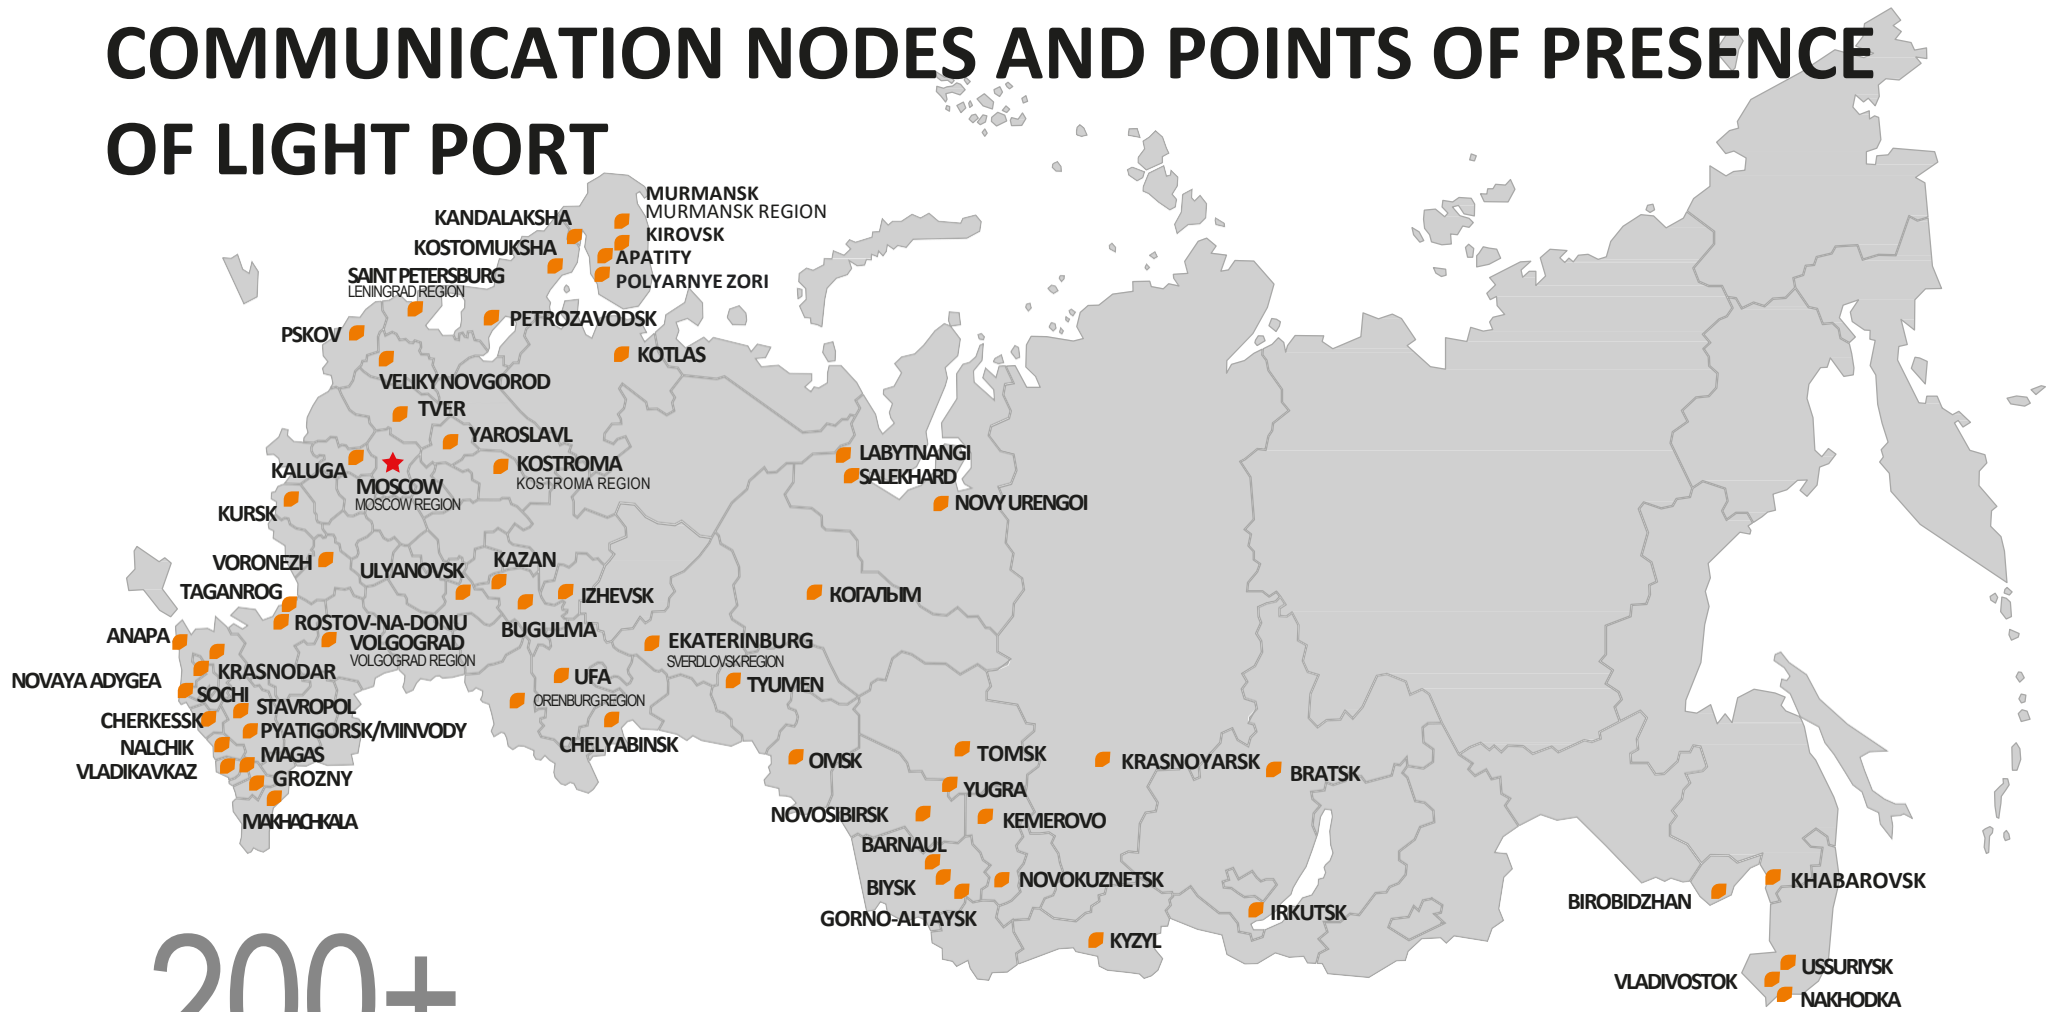 COMMUNICATION NODES AND POINTS OF PRESENCE
OF LIGHT PORT
MURMANSK
MURMANSK REGION
KANDALAKSHA
KIROVSK
KOSTOMUKSHA
APATITY
SAINT PETERSBURG
LENINGRAD REGION
POLYARNYE ZORI
PETROZAVODSK
PSKOV
KOTLAS
VELIKY NOVGOROD
TVER
YAROSLAVL
KALUGA
KOSTROMA
KOSTROMA REGION
MOSCOW
MOSCOW REGION
LABYTNANGI
SALEKHARD
NOVY URENGOI
KURSK
VORONEZH
ULYANOVSK
KAZAN
TAGANROG
IZHEVSK
КОГАЛЫМ
ROSTOV-NA-DONU
BUGULMA
ANAPA
VOLGOGRAD
VOLGOGRAD REGION
EKATERINBURG
SVERDLOVSK REGION
KRASNODAR
NOVAYA ADYGEA
UFA
TYUMEN
SOCHI
ORENBURG REGION
STAVROPOL
CHERKESSK
PYATIGORSK/MINVODY
NALCHIK
CHELYABINSK
MAGAS
VLADIKAVKAZ
GROZNY
MAKHACHKALA
OMSK
TOMSK
KRASNOYARSK
BRATSK
YUGRA
NOVOSIBIRSK
KEMEROVO
BARNAUL
BIYSK
NOVOKUZNETSK
GORNO-ALTAYSK
IRKUTSK
KYZYL
KHABAROVSK
BIROBIDZHAN
USSURIYSK
VLADIVOSTOK
NAKHODKA
200+